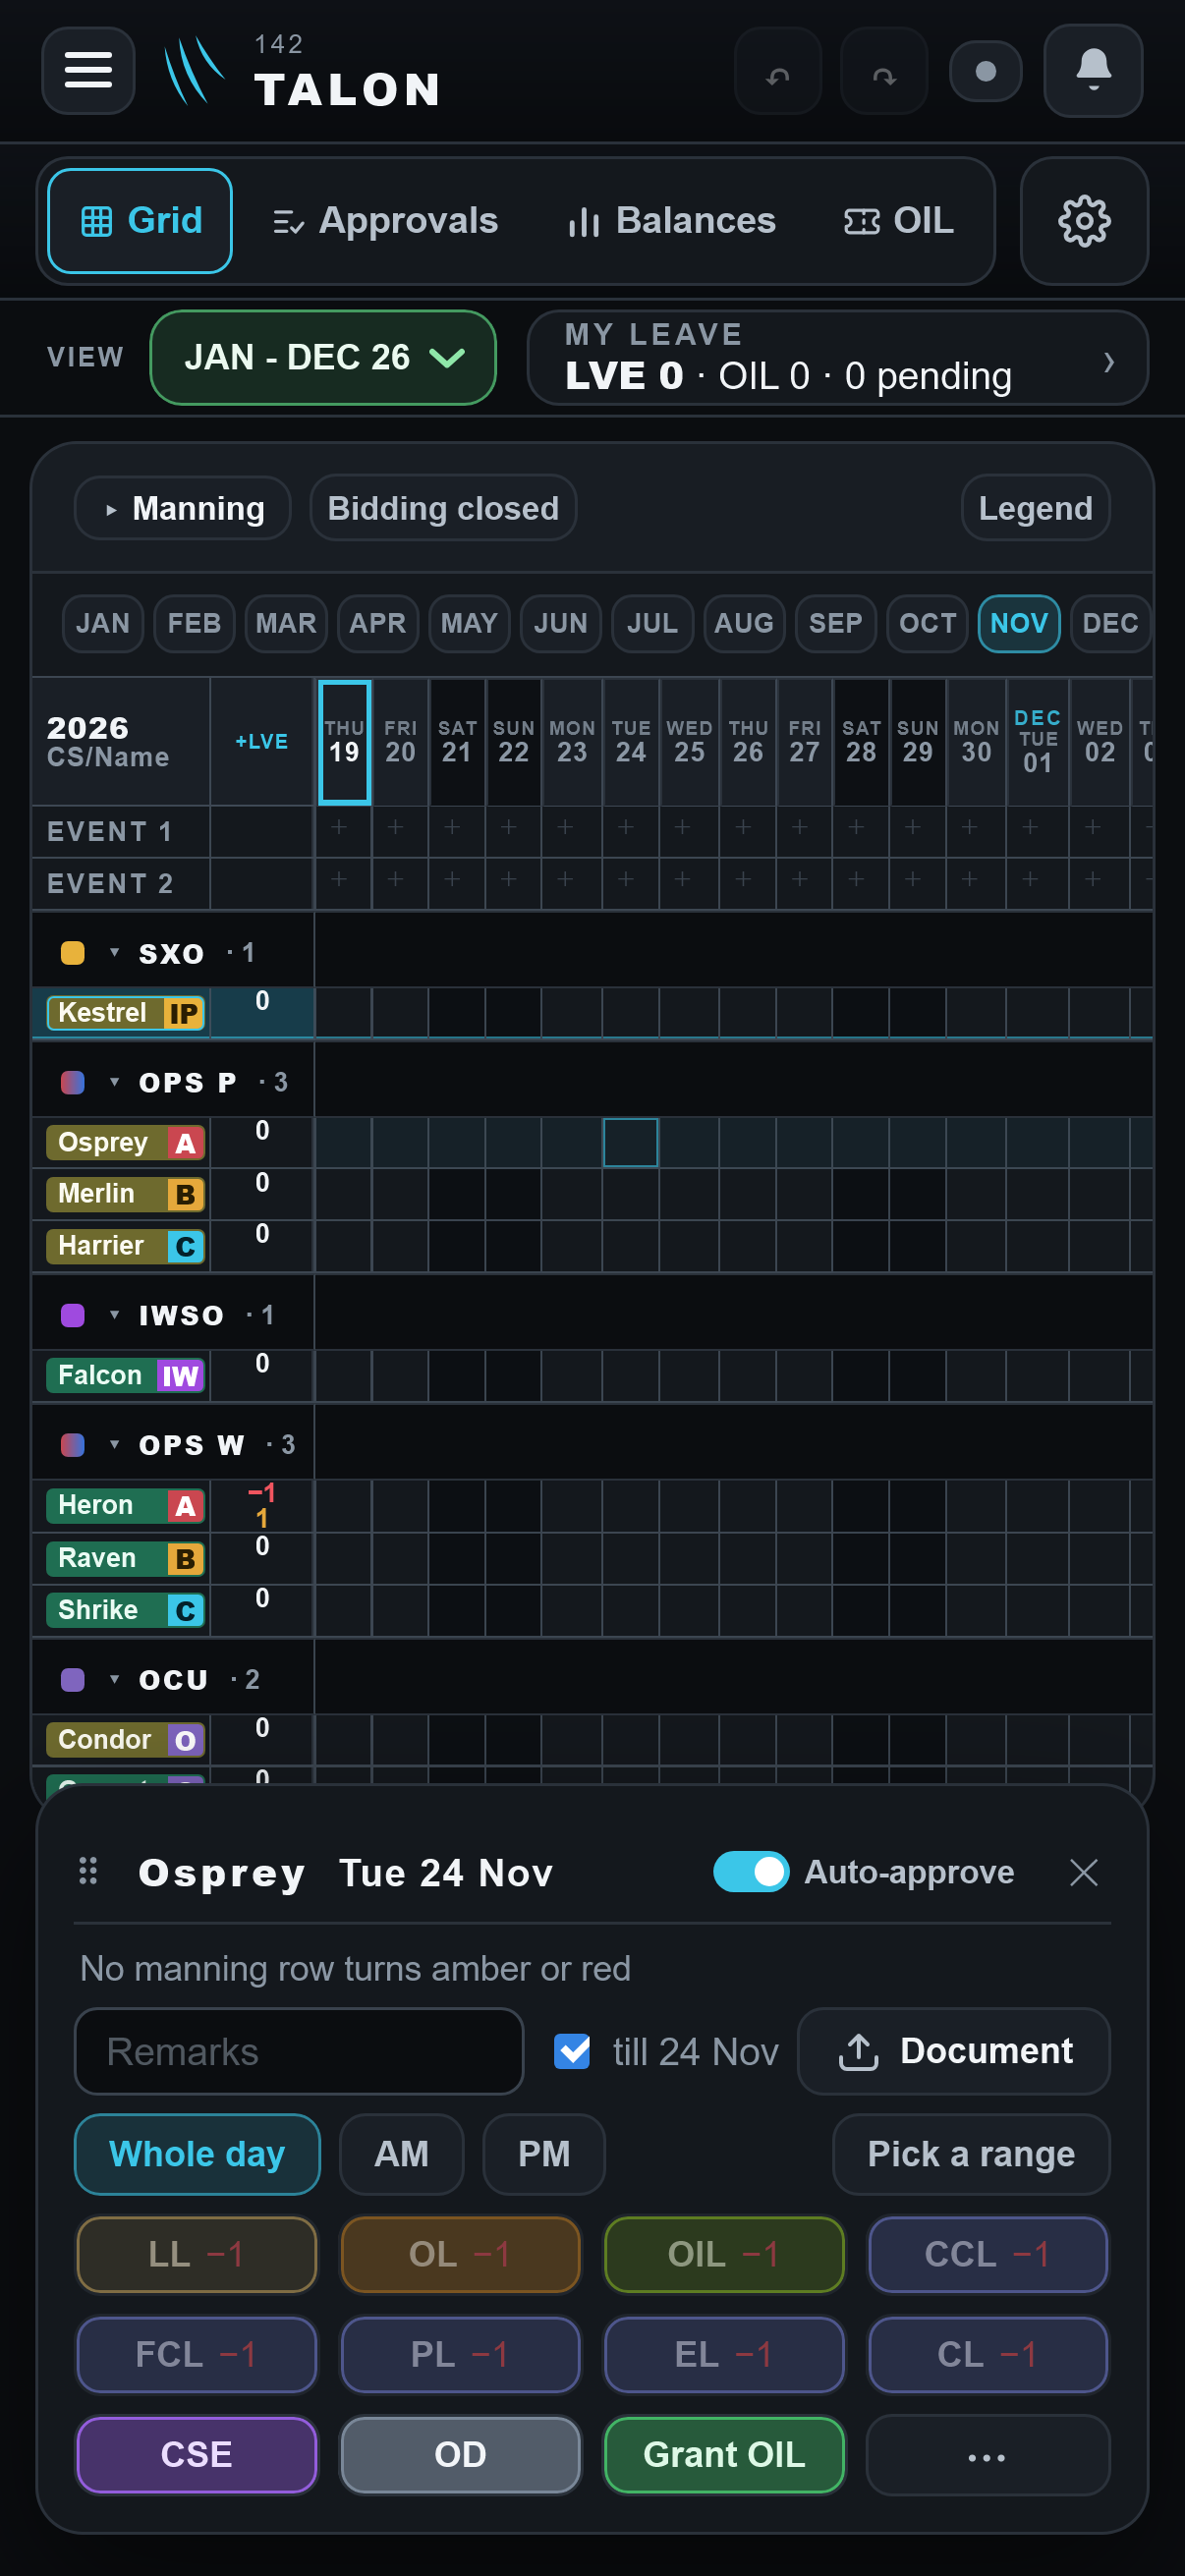 142
TALON
Grid Approvals Balances OIL
VIEW JAN - DEC 26
MY LEAVE
LVE 0 · OIL 0 · 0 pending ›
▸ Manning Bidding closed Legend
JAN FEB MAR APR MAY JUN JUL AUG SEP OCT NOV DEC
2026
CS/Name
+LVE
THU 19
FRI 20
SAT 21
SUN 22
MON 23
TUE 24
WED 25
THU 26
FRI 27
SAT 28
SUN 29
MON 30
DEC TUE 01
WED 02
EVENT 1 + + + + + + + + + + + + + +
EVENT 2 + + + + + + + + + + + + + +
▾ SXO · 1
Kestrel IP 0
▾ OPS P · 3
Osprey A 0
Merlin B 0
Harrier C 0
▾ IWSO · 1
Falcon IW 0
▾ OPS W · 3
Heron A −1
1
Raven B 0
Shrike C 0
▾ OCU · 2
Condor O 0
0
Osprey Tue 24 Nov Auto-approve
No manning row turns amber or red
Remarks till 24 Nov Document
Whole day AM PM Pick a range
LL −1 OL −1 OIL −1 CCL −1
FCL −1 PL −1 EL −1 CL −1
CSE OD Grant OIL ...